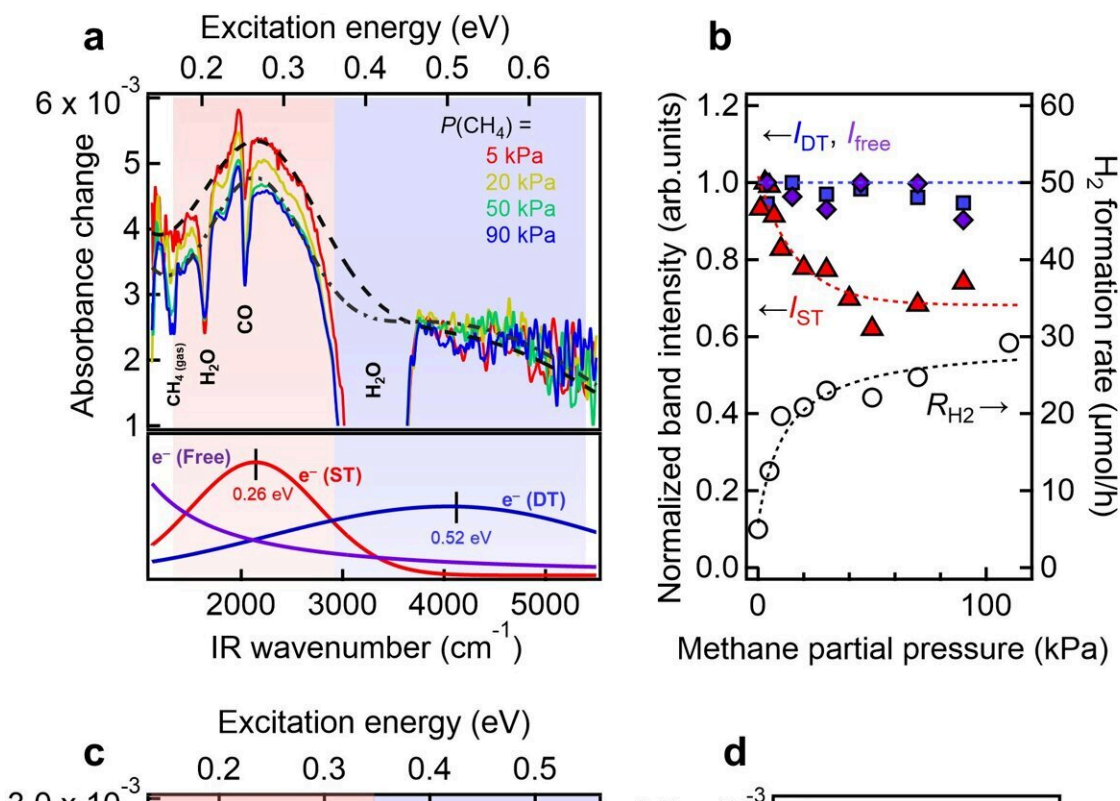 a
Excitation energy (eV)
0.2 0.3 0.4 0.5 0.6
6 x 10⁻³
5
4
3
2
1
Absorbance change
P(CH₄) =
5 kPa
20 kPa
50 kPa
90 kPa
CH₄ (gas)
H₂O
CO
H₂O
e⁻ (Free)
e⁻ (ST)
0.26 eV
e⁻ (DT)
0.52 eV
2000 3000 4000 5000
IR wavenumber (cm⁻¹)
b
Normalized band intensity (arb.units)
1.2
1.0
0.8
0.6
0.4
0.2
0.0
←I_DT, I_free
←I_ST
R_H2→
60
50
40
30
20
10
0
H₂ formation rate (μmol/h)
0 100
Methane partial pressure (kPa)
c
Excitation energy (eV)
0.2 0.3 0.4 0.5
d